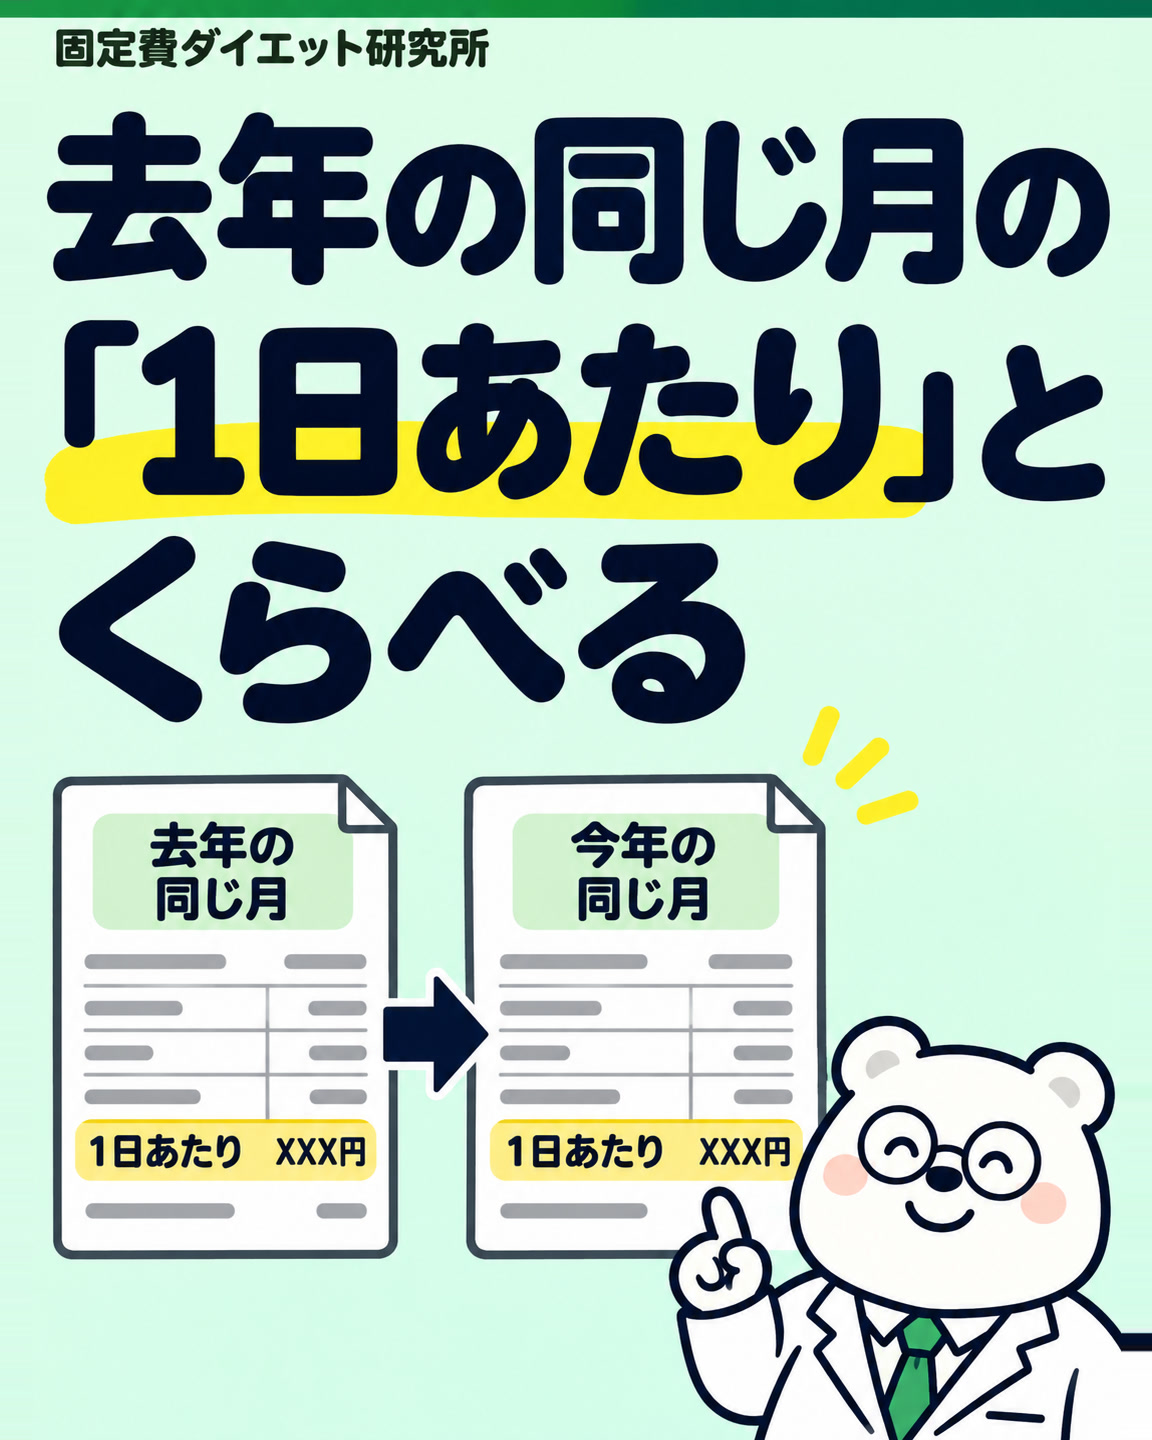 固定費ダイエット研究所
去年の同じ月の
「1日あたり」と
くらべる
去年の
同じ月
1日あたり XXX円
今年の
同じ月
1日あたり XXX円